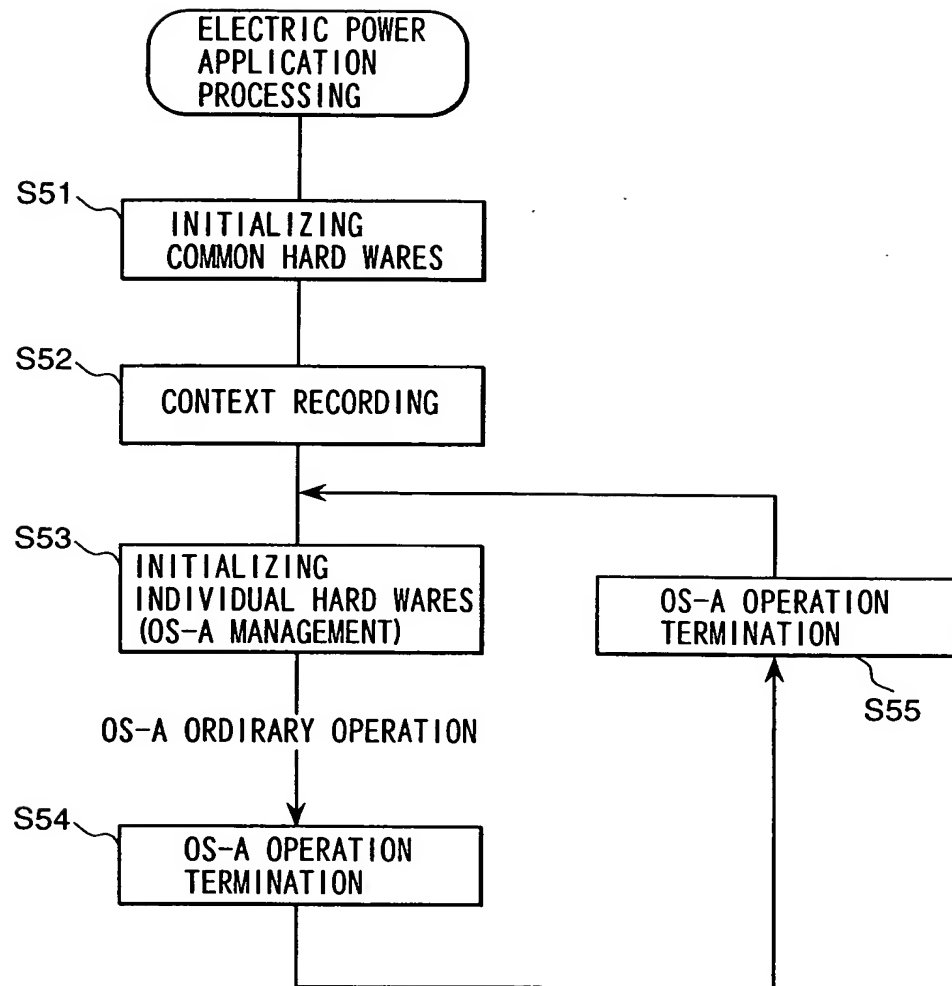 ELECTRIC POWER
APPLICATION
PROCESSING
S51
INITIALIZING
COMMON HARD WARES
S52
CONTEXT RECORDING
S53
INITIALIZING
INDIVIDUAL HARD WARES
(OS-A MANAGEMENT)
OS-A OPERATION
TERMINATION
S55
OS-A ORDIRARY OPERATION
S54
OS-A OPERATION
TERMINATION